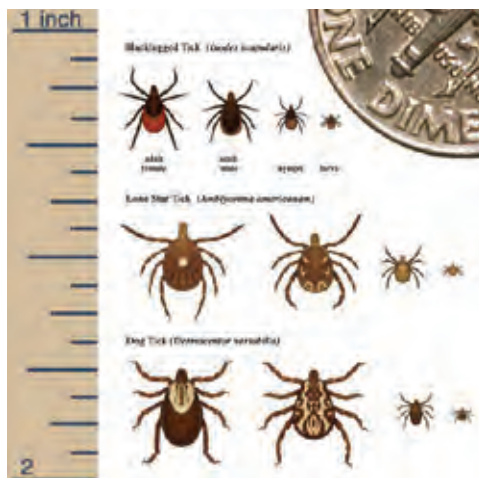 1 inch
Blacklegged Tick (Ixodes scapularis)
ONE DIME
adult female
adult male
nymph
larva
Lone Star Tick (Amblyomma americanum)
Dog Tick (Dermacentor variabilis)
2